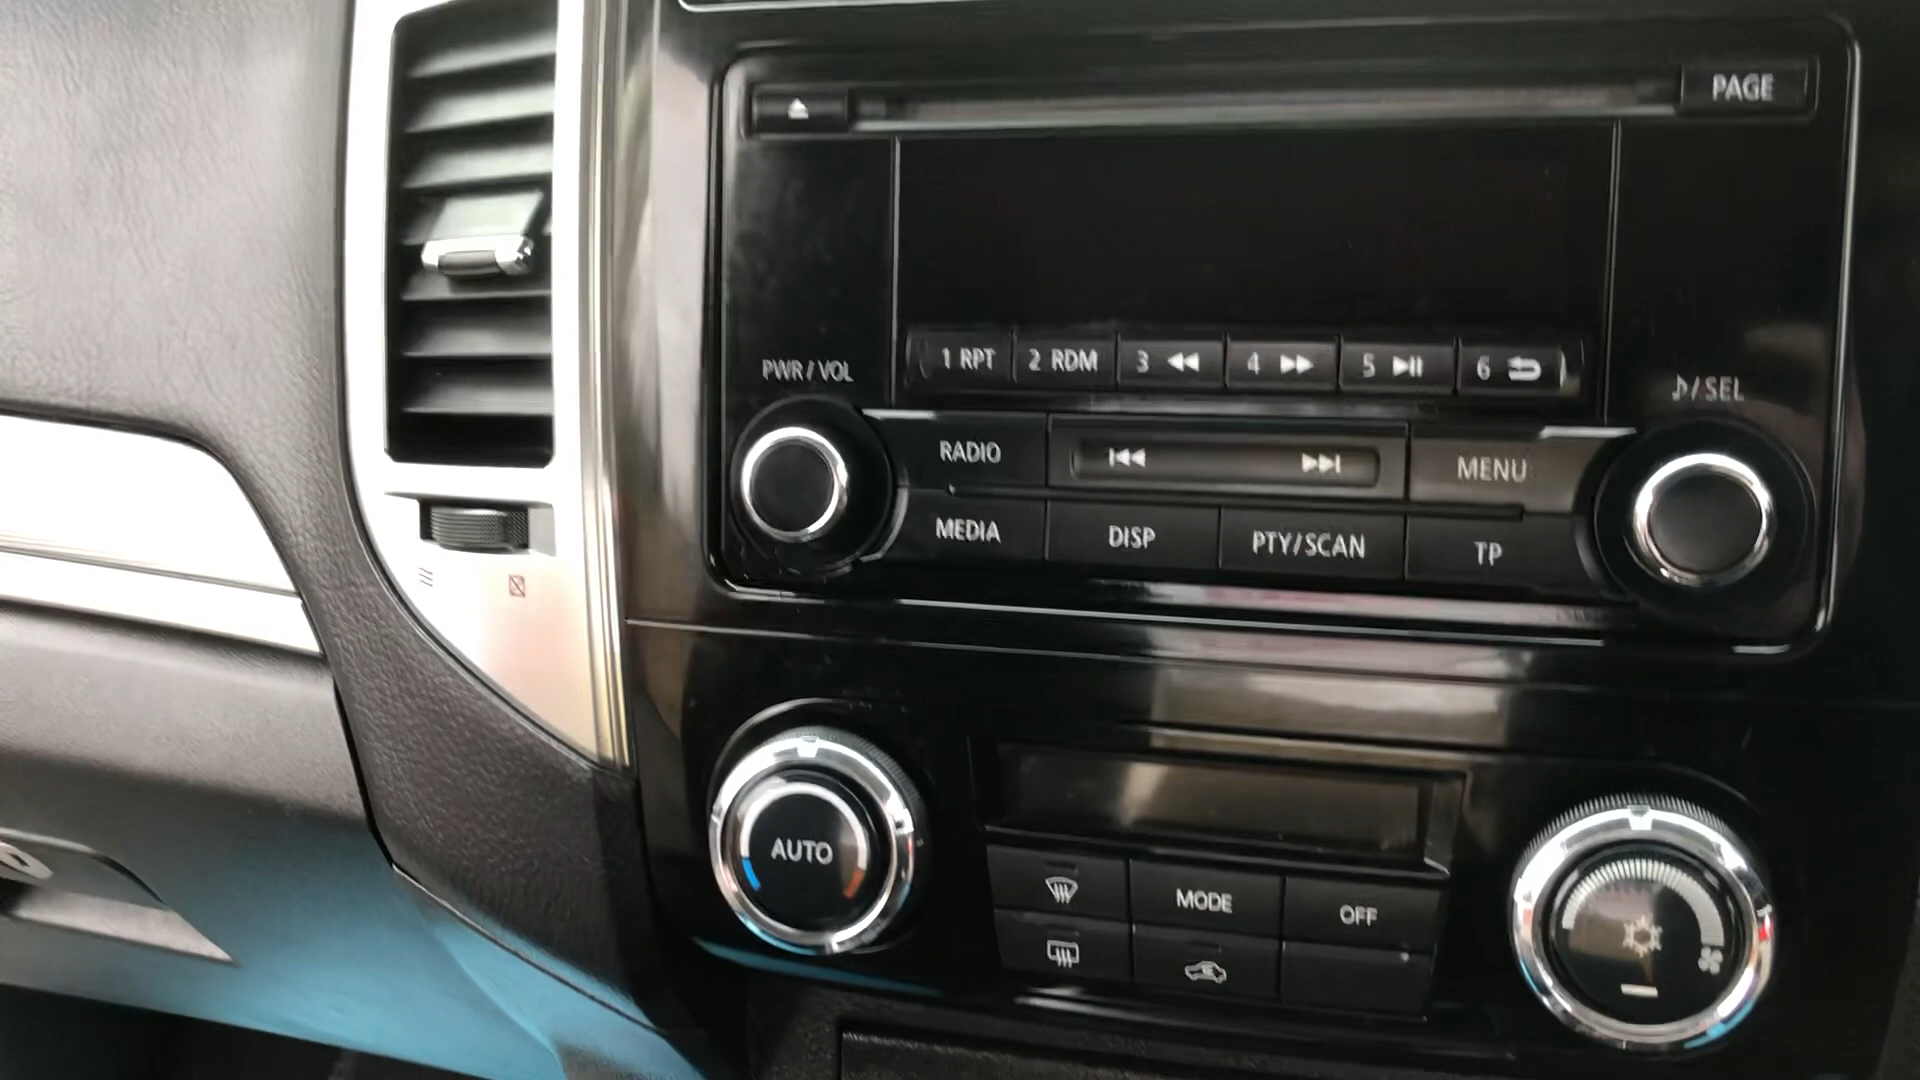 PAGE
1 RPT 2 RDM 3 4 5 6
PWR / VOL
♪/ SEL
RADIO MENU
MEDIA DISP PTY/SCAN TP
AUTO
MODE OFF